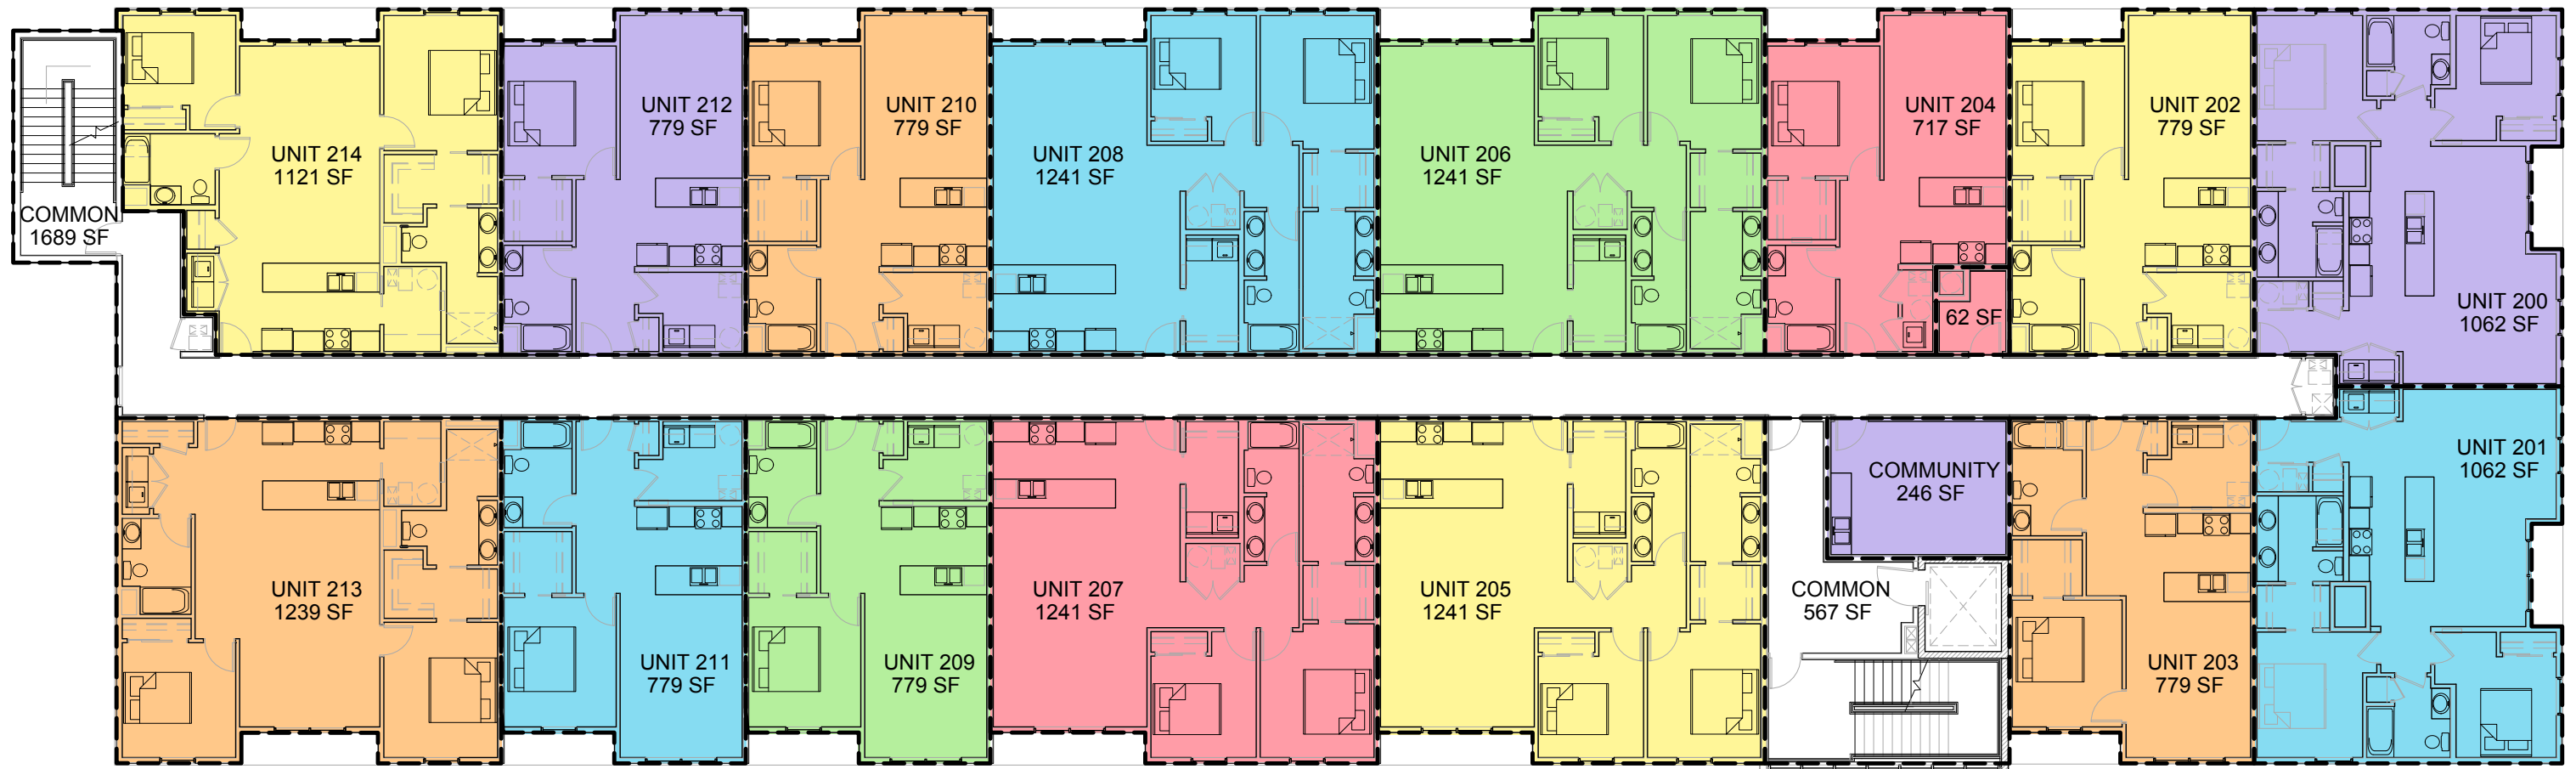 UNIT 214
1121 SF
UNIT 212
779 SF
UNIT 210
779 SF
UNIT 208
1241 SF
UNIT 206
1241 SF
UNIT 204
717 SF
UNIT 202
779 SF
UNIT 200
1062 SF
COMMON
1689 SF
62 SF
UNIT 213
1239 SF
UNIT 211
779 SF
UNIT 209
779 SF
UNIT 207
1241 SF
UNIT 205
1241 SF
COMMUNITY
246 SF
COMMON
567 SF
UNIT 203
779 SF
UNIT 201
1062 SF